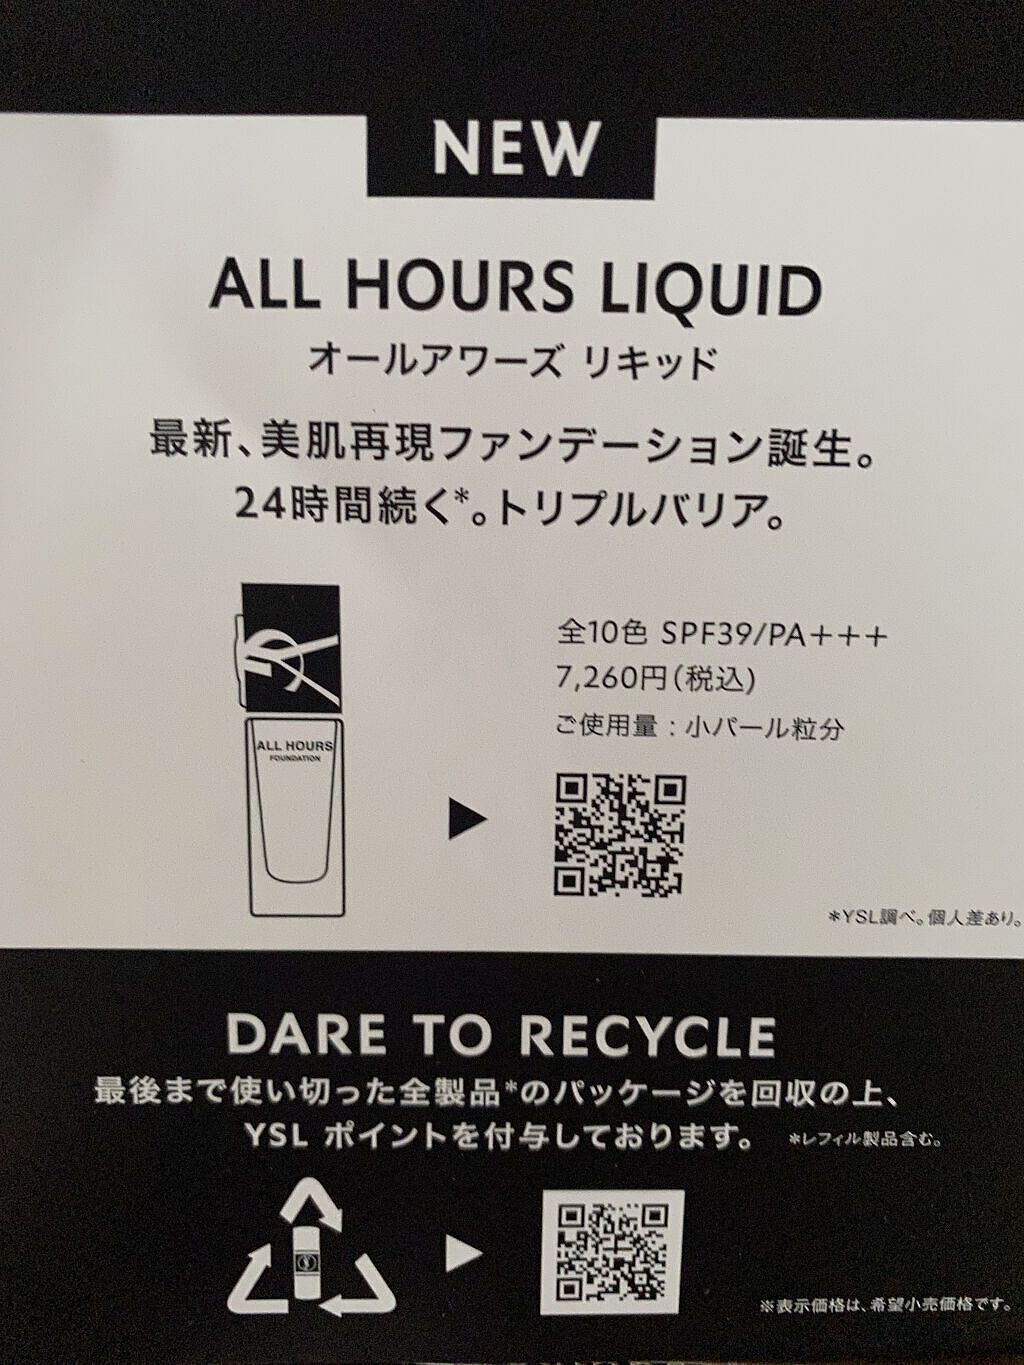 NEW
ALL HOURS LIQUID
オールアワーズ リキッド
最新、美肌再現ファンデーション誕生。
24時間続く*。トリプルバリア。
全10色 SPF39/PA+++
7,260円(税込)
ご使用量:小パール粒分
ALL HOURS
FOUNDATION
*YSL調べ。個人差あり。
DARE TO RECYCLE
最後まで使い切った全製品*のパッケージを回収の上、
YSL ポイントを付与しております。 *レフィル製品含む。
※表示価格は、希望小売価格です。